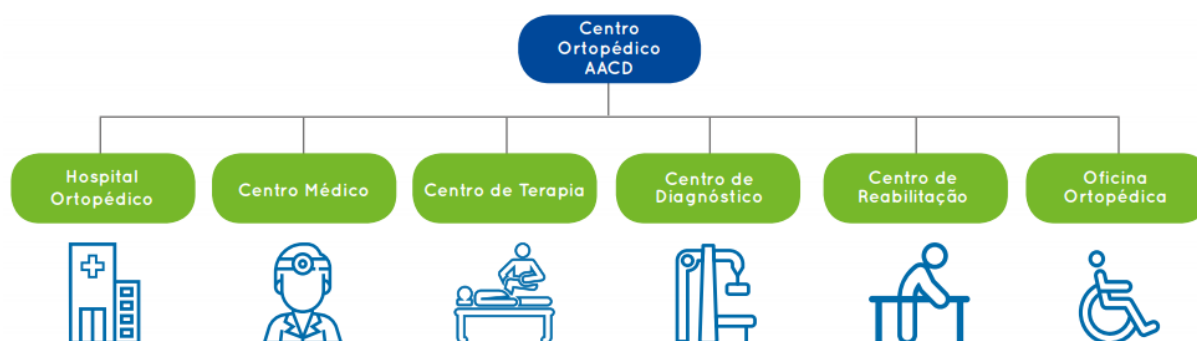 Centro
Ortopédico
AACD
Hospital
Ortopédico
Centro Médico
Centro de Terapia
Centro de
Diagnóstico
Centro de
Reabilitação
Oficina
Ortopédica